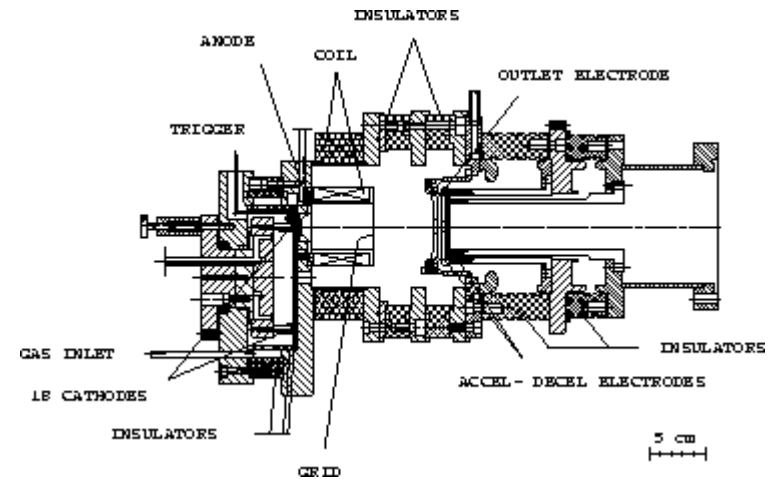 INSULATORS
ANODE
COIL
OUTLET ELECTRODE
TRIGGER
GAS INLET
INSULATORS
18 CATHODES
ACCEL- DECEL ELECTRODES
INSULATORS
5 cm
GRID